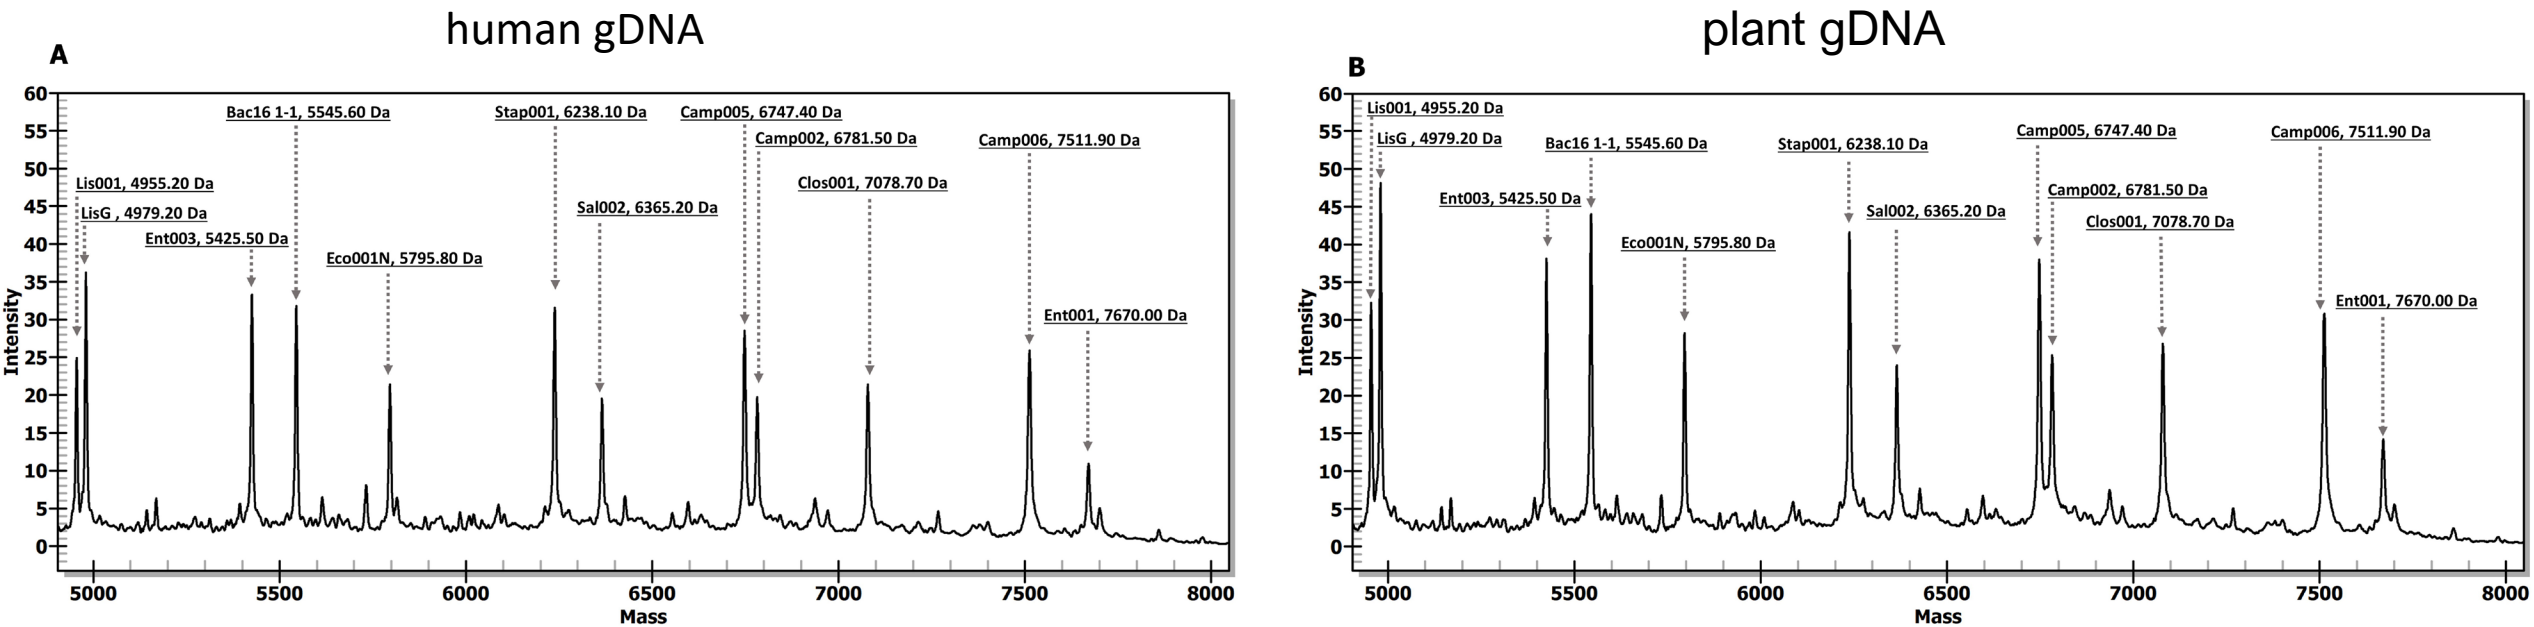 human gDNA
A
60
55
50
45
40
35
30
25
20
15
10
5
0
Intensity
Bac16 1-1, 5545.60 Da
Stap001, 6238.10 Da
Camp005, 6747.40 Da
Camp002, 6781.50 Da
Camp006, 7511.90 Da
Lis001, 4955.20 Da
Clos001, 7078.70 Da
LisG , 4979.20 Da
Sal002, 6365.20 Da
Ent003, 5425.50 Da
Eco001N, 5795.80 Da
Ent001, 7670.00 Da
5000 5500 6000 6500 7000 7500 8000
Mass
plant gDNA
B
60
55
50
45
40
35
30
25
20
15
10
5
0
Intensity
Lis001, 4955.20 Da
LisG , 4979.20 Da
Bac16 1-1, 5545.60 Da
Stap001, 6238.10 Da
Camp005, 6747.40 Da
Camp006, 7511.90 Da
Ent003, 5425.50 Da
Camp002, 6781.50 Da
Sal002, 6365.20 Da
Clos001, 7078.70 Da
Eco001N, 5795.80 Da
Ent001, 7670.00 Da
5000 5500 6000 6500 7000 7500 8000
Mass